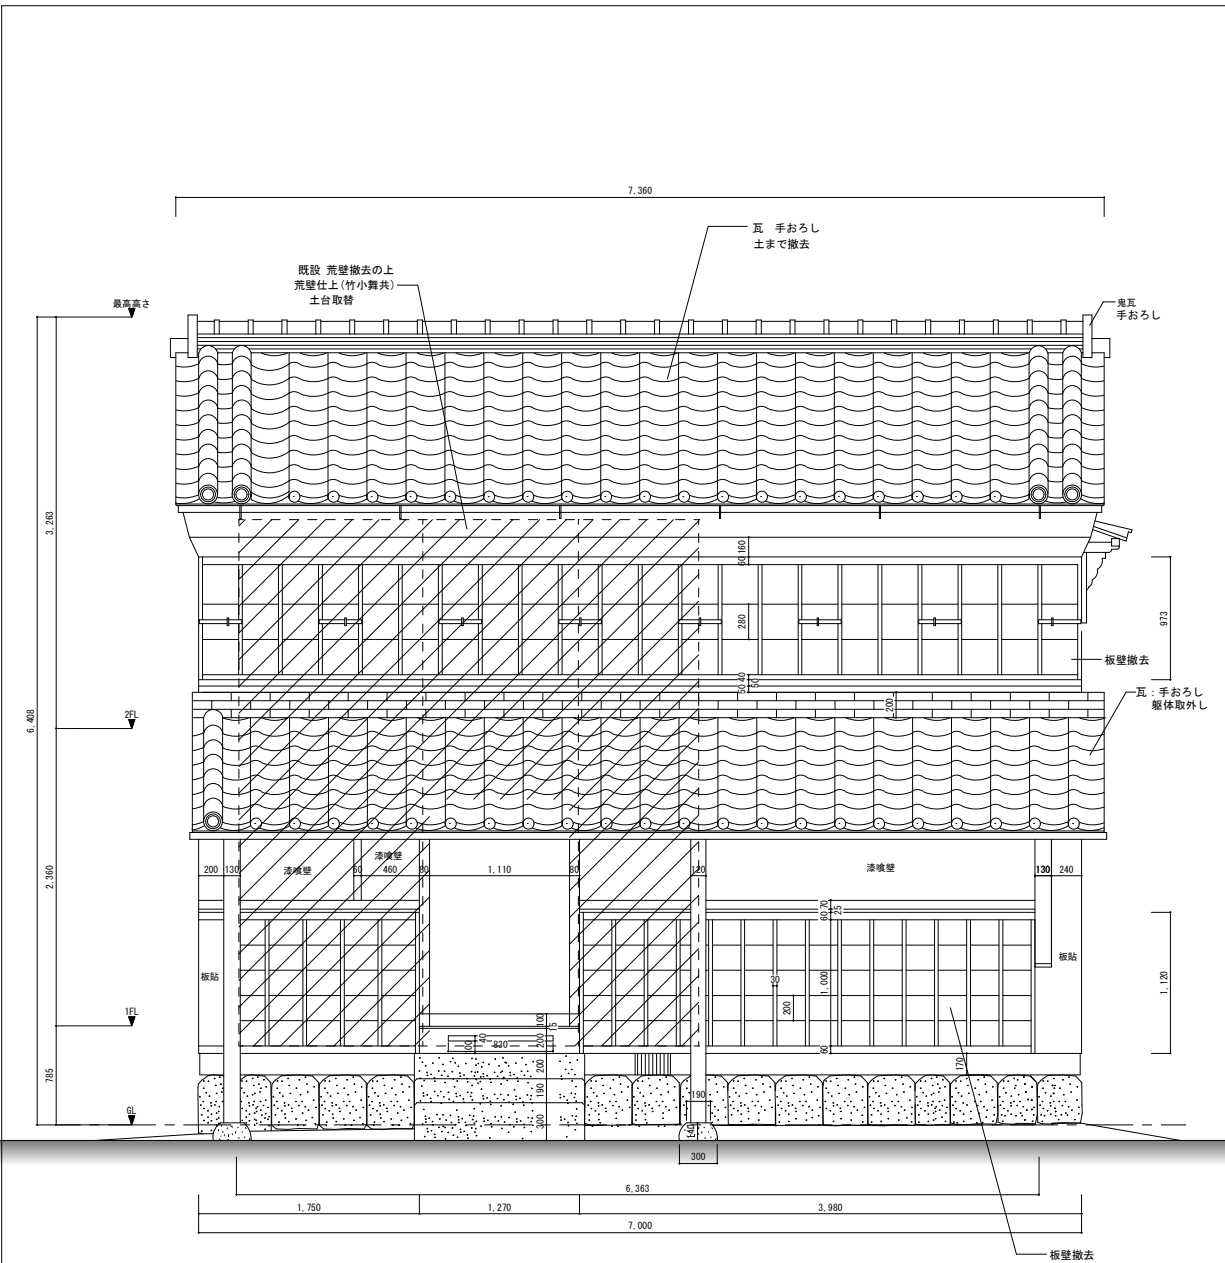 7,360
瓦　手おろし
土まで撤去
既設 荒壁撤去の上
荒壁仕上(竹小舞共)
土台取替
最高高さ
鬼瓦
手おろし
3,263
6,408
160
60
280
973
板壁撤去
40
50
50
瓦：手おろし
躯体取外し
200
2FL
2,360
漆喰壁
漆喰壁
漆喰壁
200
130
60
460
80
1,110
80
120
130
240
70
60
25
板貼
板貼
30
1,000
200
1,120
1FL
100
15
40
100
830
200
60
170
785
200
190
300
190
140
300
GL
6,363
1,750
1,270
3,980
7,000
板壁撤去